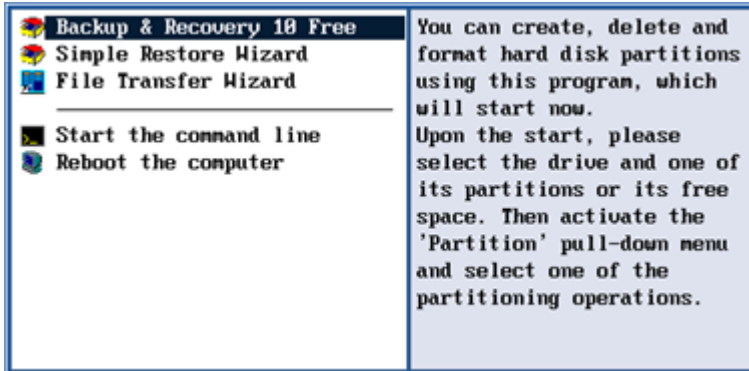 Backup & Recovery 10 Free
Simple Restore Wizard
File Transfer Wizard
Start the command line
Reboot the computer
You can create, delete and
format hard disk partitions
using this program, which
will start now.
Upon the start, please
select the drive and one of
its partitions or its free
space. Then activate the
'Partition' pull-down menu
and select one of the
partitioning operations.